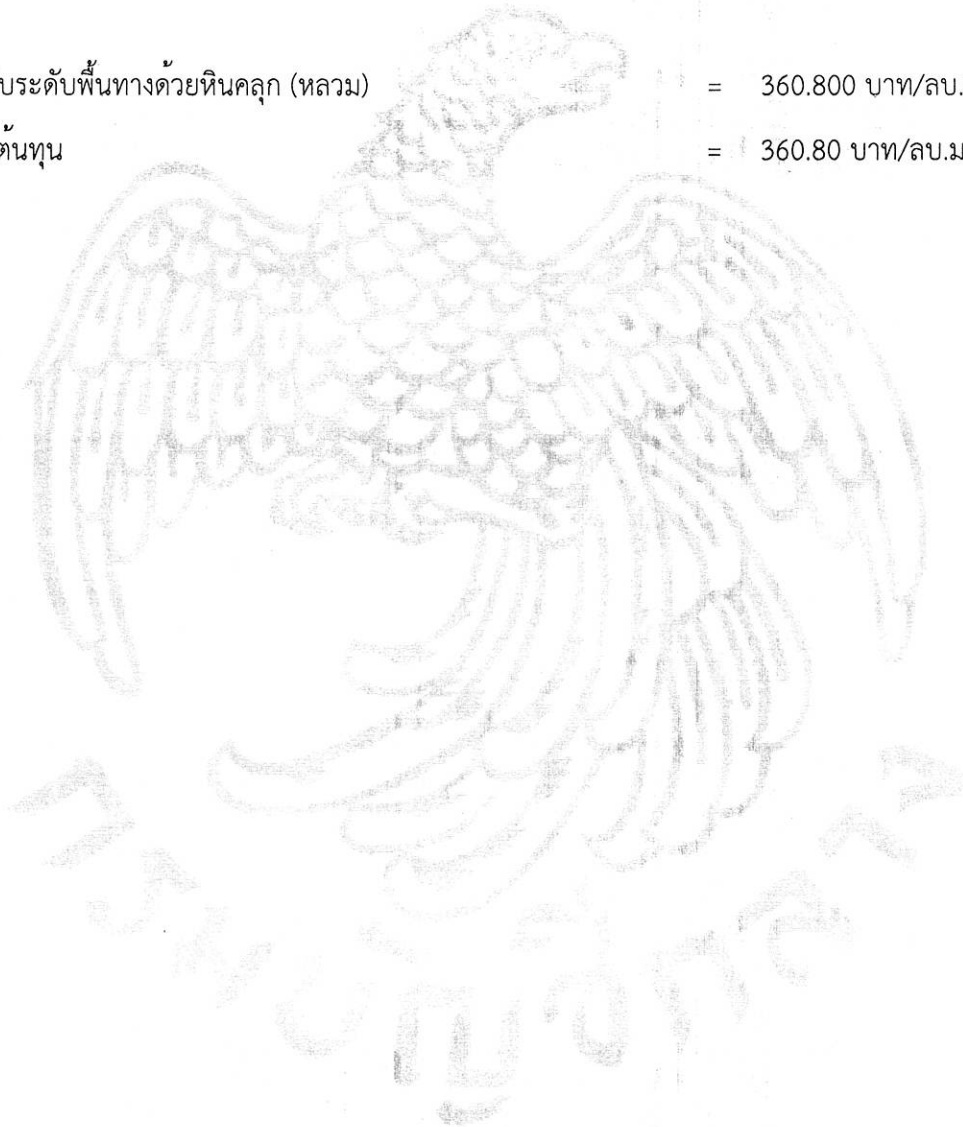 บระดับพื้นทางด้วยหินคลุก (หลวม) = 360.800 บาท/ลบ.
ต้นทุน = 360.80 บาท/ลบ.ม